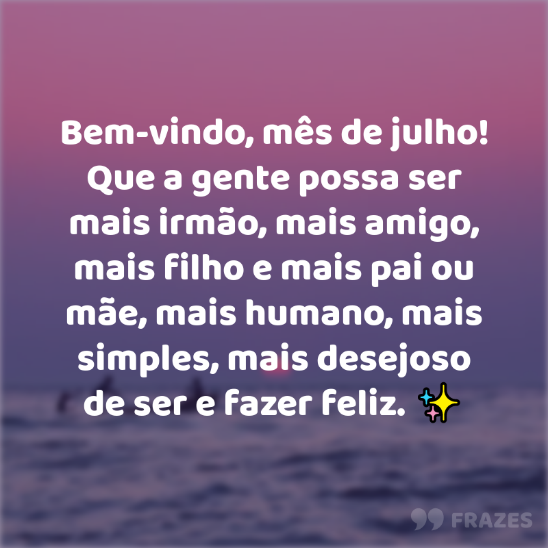 Bem-vindo, mês de julho!
Que a gente possa ser
mais irmão, mais amigo,
mais filho e mais pai ou
mãe, mais humano, mais
simples, mais desejoso
de ser e fazer feliz. ✨
FRAZES